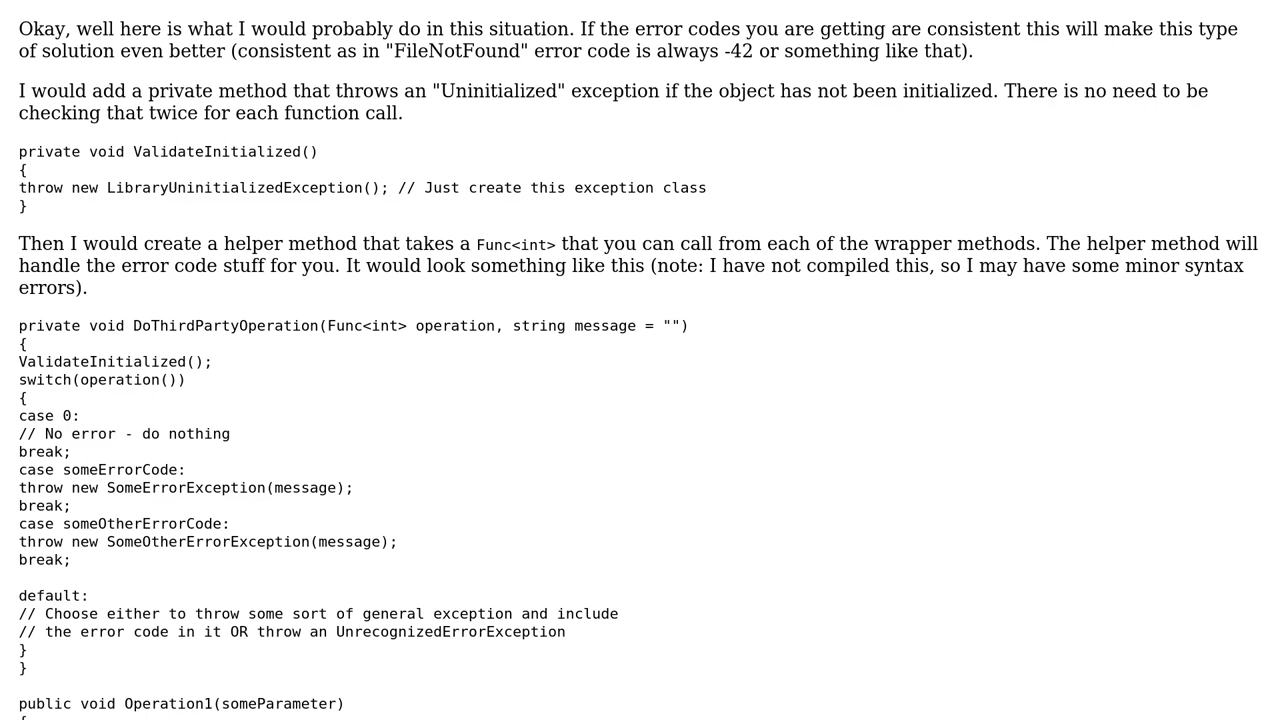 Okay, well here is what I would probably do in this situation. If the error codes you are getting are consistent this will make this type
of solution even better (consistent as in "FileNotFound" error code is always -42 or something like that).
I would add a private method that throws an "Uninitialized" exception if the object has not been initialized. There is no need to be
checking that twice for each function call.
private void ValidateInitialized()
{
throw new LibraryUninitializedException(); // Just create this exception class
}
Then I would create a helper method that takes a Func<int> that you can call from each of the wrapper methods. The helper method will
handle the error code stuff for you. It would look something like this (note: I have not compiled this, so I may have some minor syntax
errors).
private void DoThirdPartyOperation(Func<int> operation, string message = "")
{
ValidateInitialized();
switch(operation())
{
case 0:
// No error - do nothing
break;
case someErrorCode:
throw new SomeErrorException(message);
break;
case someOtherErrorCode:
throw new SomeOtherErrorException(message);
break;
default:
// Choose either to throw some sort of general exception and include
// the error code in it OR throw an UnrecognizedErrorException
}
}
public void Operation1(someParameter)
{